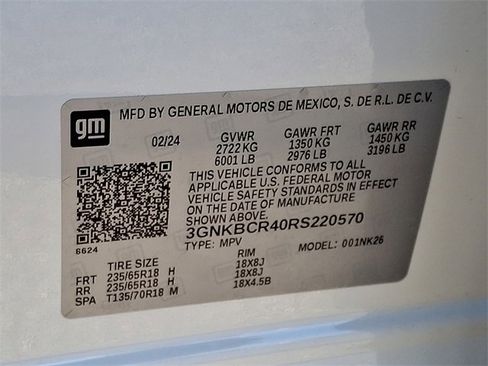 gm
MFD BY GENERAL MOTORS DE MEXICO, S. DE R.L. DE C.V.
02/24 GVWR GAWR FRT GAWR RR
2722 KG 1350 KG 1450 KG
6001 LB 2976 LB 3196 LB
THIS VEHICLE CONFORMS TO ALL
APPLICABLE U.S. FEDERAL MOTOR
VEHICLE SAFETY STANDARDS IN EFFECT
ON THE DATE OF MANUFACTURE
SHOWN ABOVE.
3GNKBCR40RS220570
TYPE: MPV MODEL: 001NK26
8624
TIRE SIZE RIM
FRT 235/65R18 H 18X8J
RR 235/65R18 H 18X8J
SPA T135/70R18 M 18X4.5B